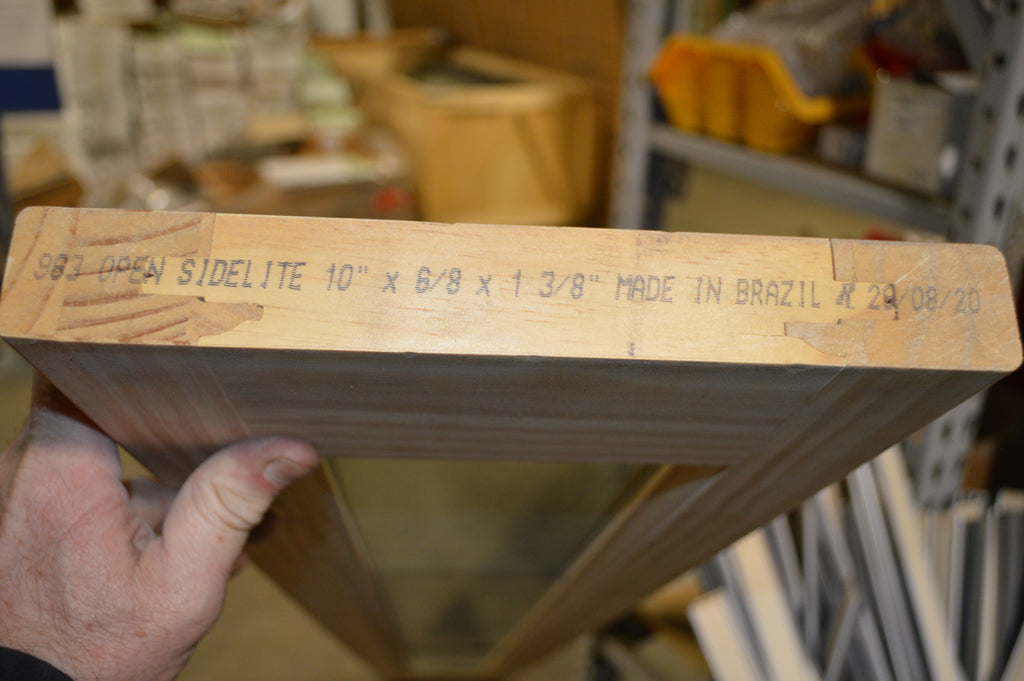 983 OPEN SIDELITE 10" x 6/8 x 1 3/8" MADE IN BRAZIL 29/08/20